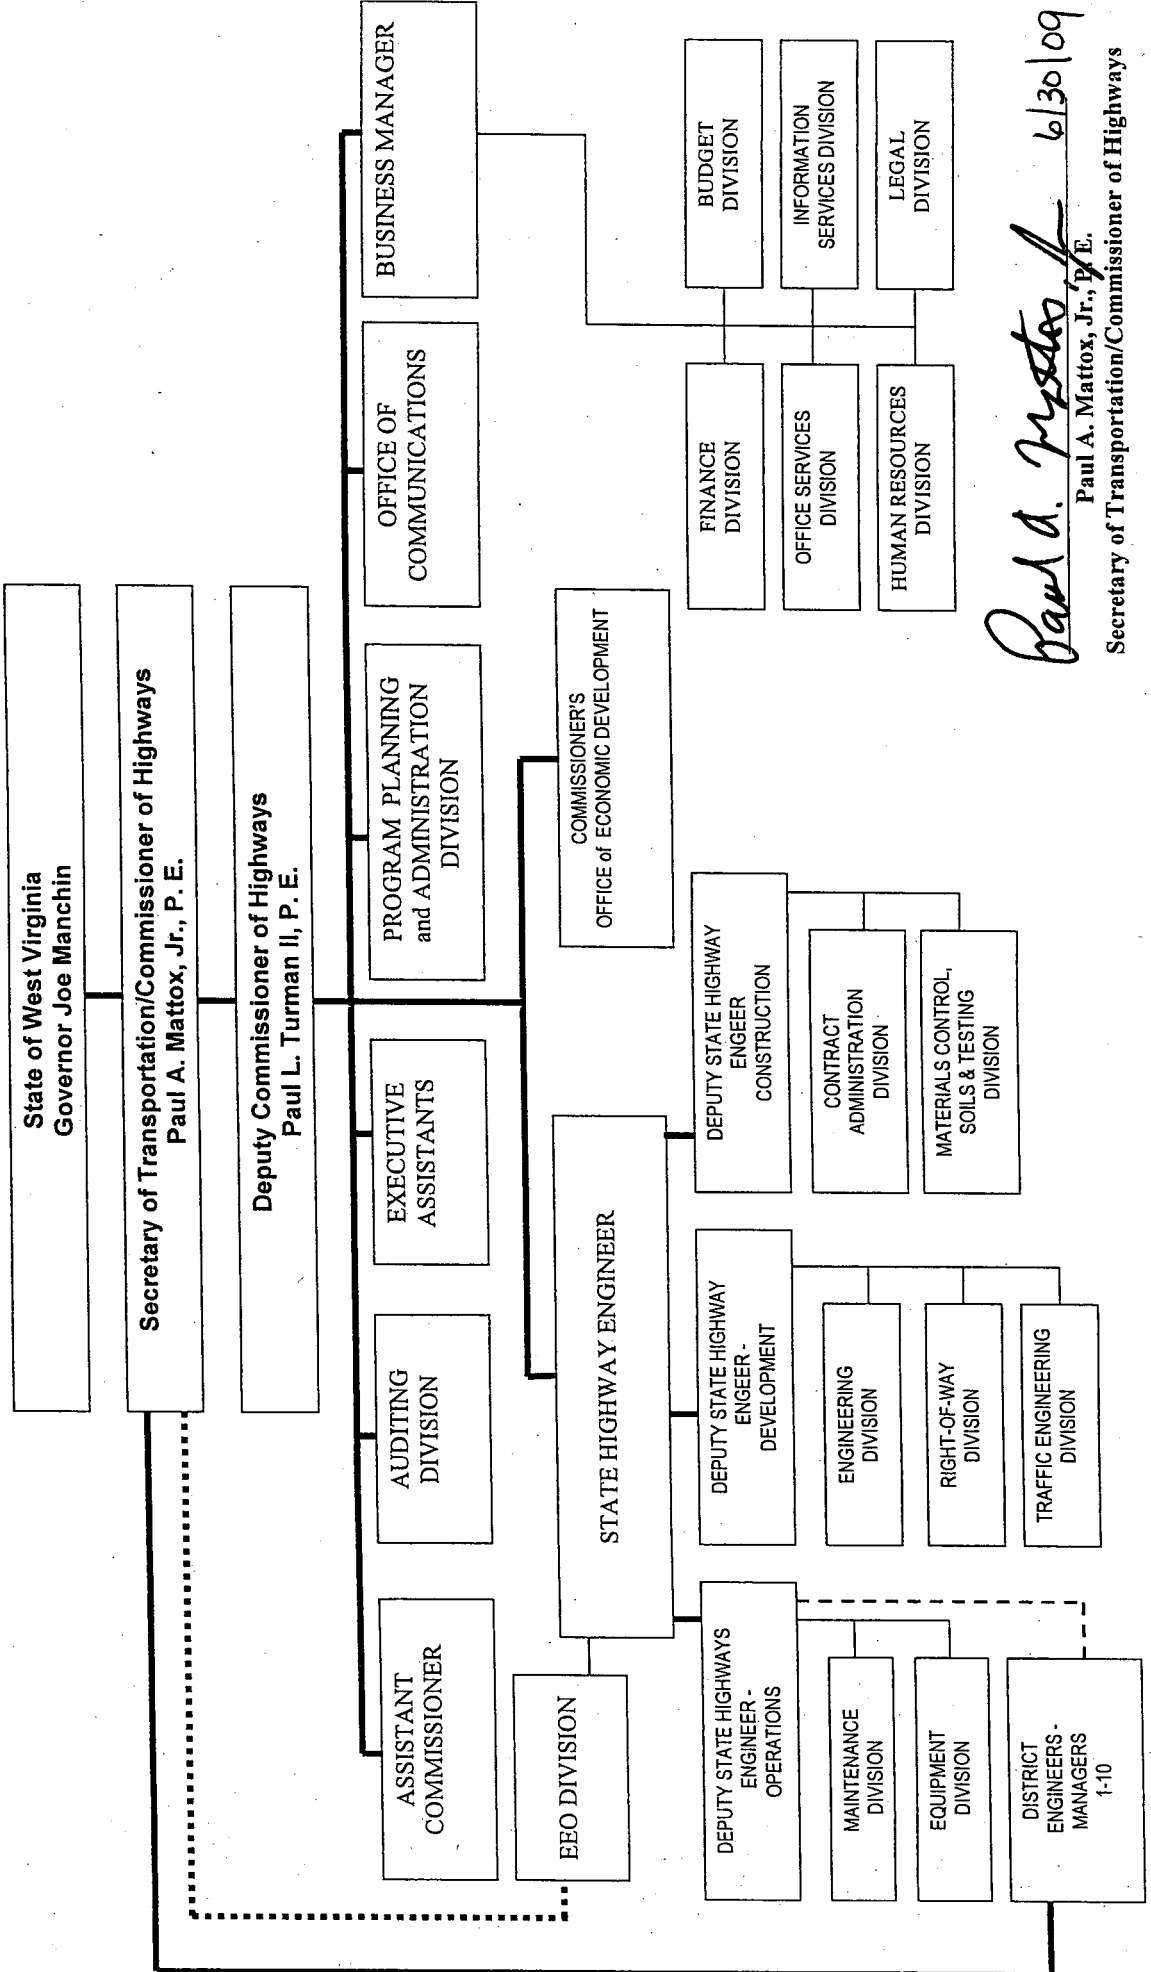 State of West Virginia
Governor Joe Manchin
Secretary of Transportation/Commissioner of Highways
Paul A. Mattox, Jr., P. E.
Deputy Commissioner of Highways
Paul L. Turman II, P. E.
ASSISTANT
COMMISSIONER
AUDITING
DIVISION
EXECUTIVE
ASSISTANTS
PROGRAM PLANNING
and ADMINISTRATION
DIVISION
OFFICE OF
COMMUNICATIONS
BUSINESS MANAGER
EEO DIVISION
STATE HIGHWAY ENGINEER
COMMISSIONER'S
OFFICE of ECONOMIC DEVELOPMENT
DEPUTY STATE HIGHWAYS
ENGINEER -
OPERATIONS
MAINTENANCE
DIVISION
EQUIPMENT
DIVISION
DISTRICT
ENGINEERS -
MANAGERS
1-10
DEPUTY STATE HIGHWAY
ENGEER -
DEVELOPMENT
ENGINEERING
DIVISION
RIGHT-OF-WAY
DIVISION
TRAFFIC ENGINEERING
DIVISION
DEPUTY STATE HIGHWAY
ENGEER
CONSTRUCTION
CONTRACT
ADMINISTRATION
DIVISION
MATERIALS CONTROL,
SOILS & TESTING
DIVISION
FINANCE
DIVISION
BUDGET
DIVISION
OFFICE SERVICES
DIVISION
INFORMATION
SERVICES DIVISION
HUMAN RESOURCES
DIVISION
LEGAL
DIVISION
Paul A. Mattox, Jr. 6/30/09
Paul A. Mattox, Jr., P. E.
Secretary of Transportation/Commissioner of Highways